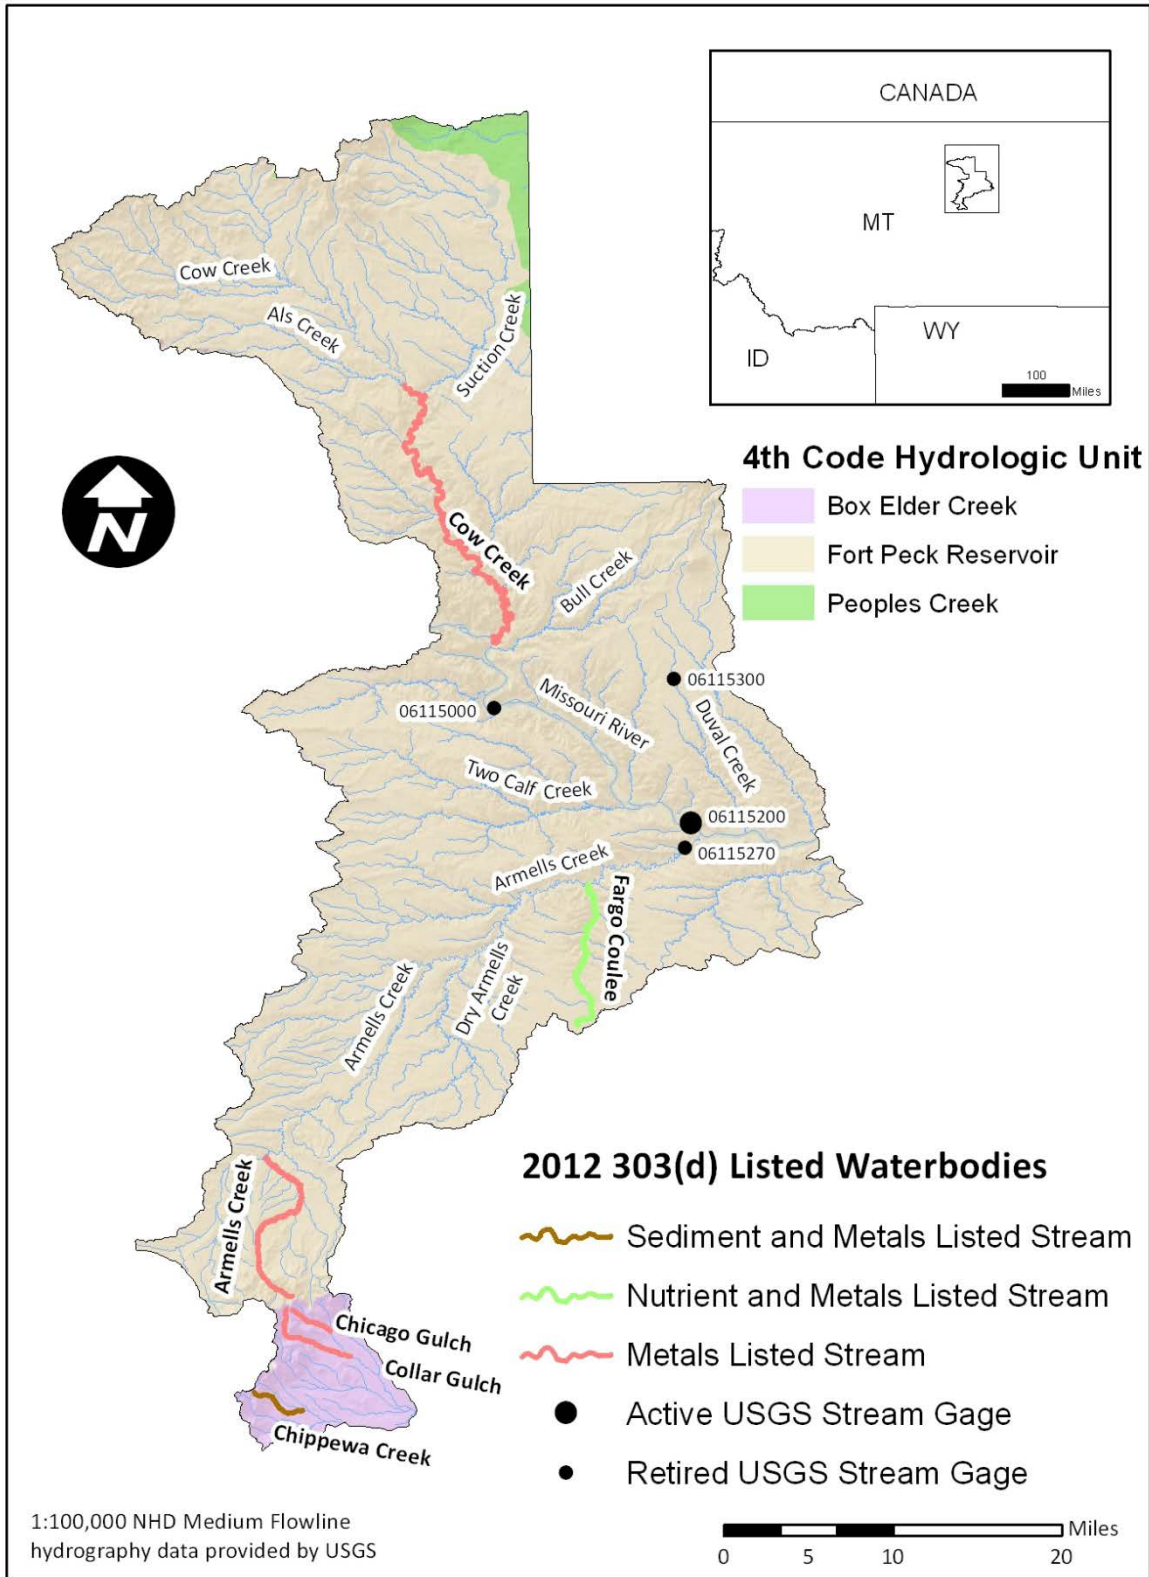 CANADA
MT
WY
ID
100
Miles
4th Code Hydrologic Unit
Box Elder Creek
Fort Peck Reservoir
Peoples Creek
N
Cow Creek
Als Creek
Suction Creek
Cow Creek
Bull Creek
06115300
06115000
Missouri River
Duval Creek
Two Calf Creek
06115200
06115270
Armells Creek
Fargo Coulee
Dry Armells
Creek
Armells Creek
Armells Creek
Chicago Gulch
Collar Gulch
Chippewa Creek
2012 303(d) Listed Waterbodies
Sediment and Metals Listed Stream
Nutrient and Metals Listed Stream
Metals Listed Stream
Active USGS Stream Gage
Retired USGS Stream Gage
1:100,000 NHD Medium Flowline
hydrography data provided by USGS
Miles
0 5 10 20